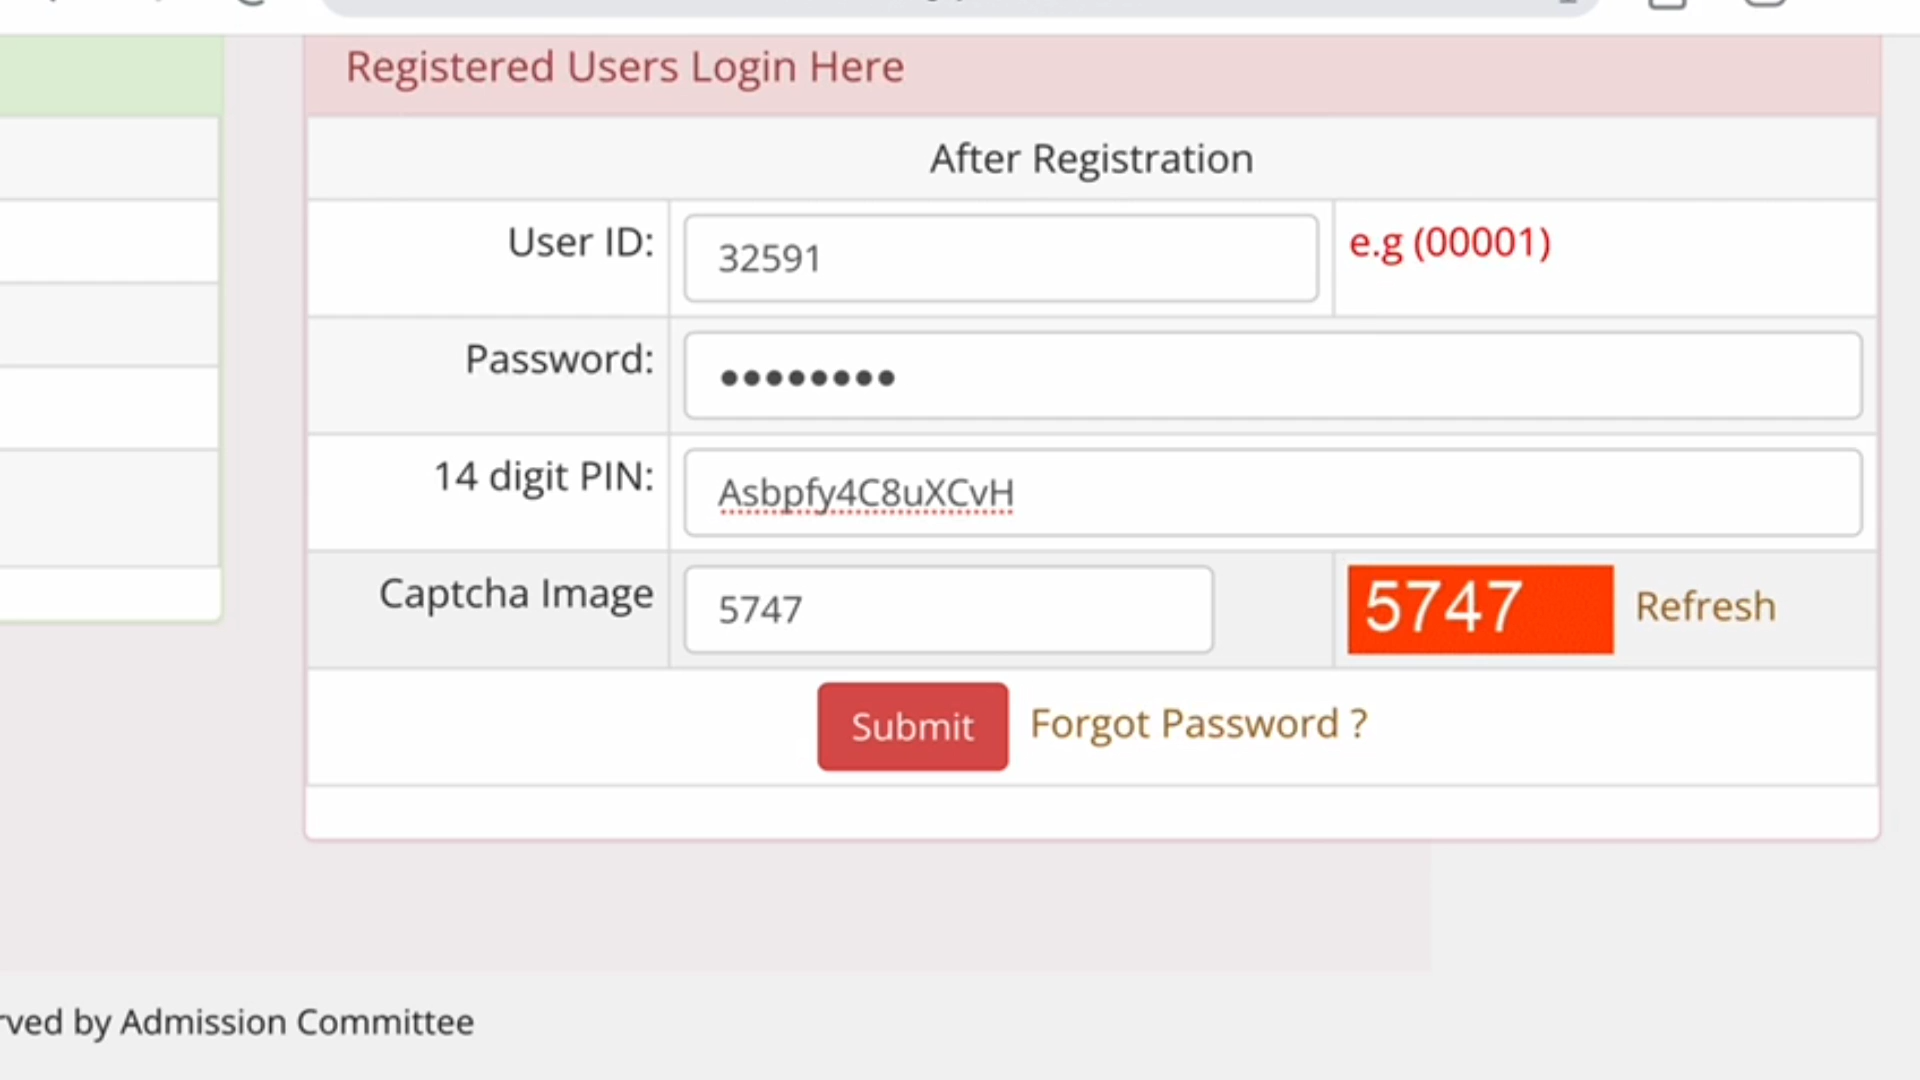 Registered Users Login Here
After Registration
User ID: 32591 e.g (00001)
Password: ••••••••
14 digit PIN: Asbpfy4C8uXCvH
Captcha Image 5747 5747 Refresh
Submit Forgot Password ?
rved by Admission Committee